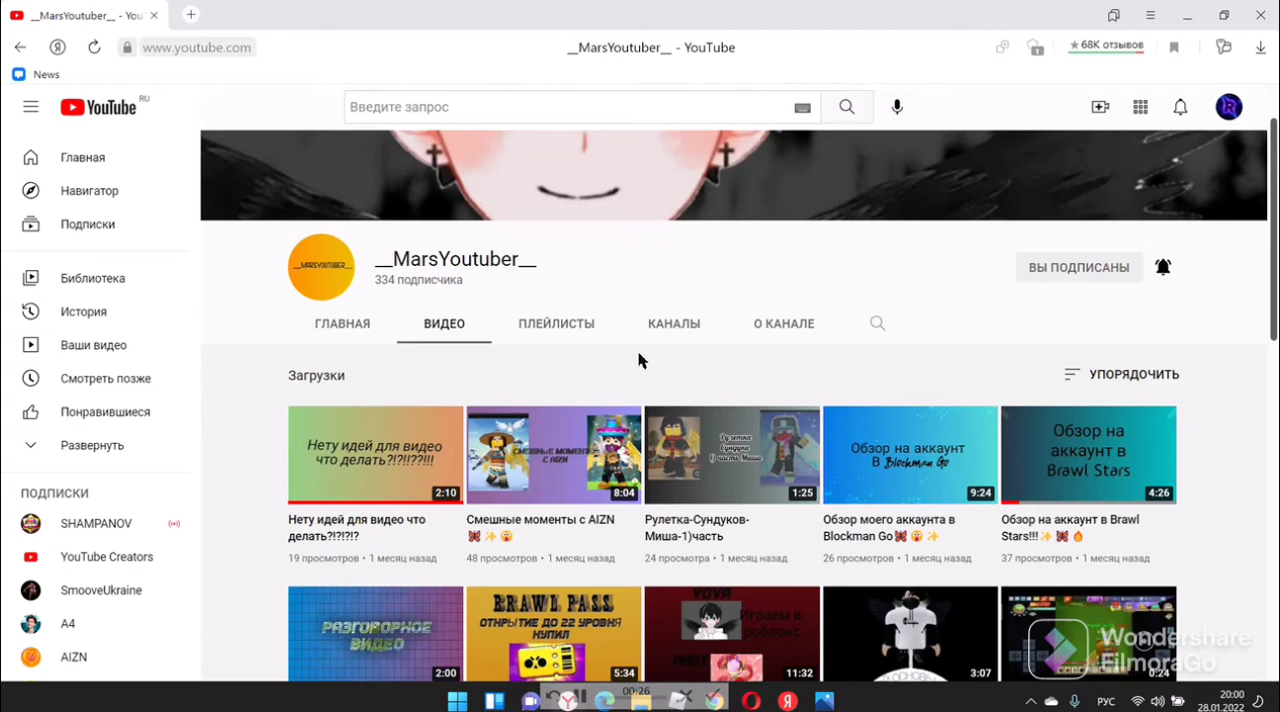 __MarsYoutuber__ - You
www.youtube.com
__MarsYoutuber__ - YouTube
★ 68K отзывов
News
YouTube RU
Введите запрос
Главная
Навигатор
Подписки
Библиотека
История
Ваши видео
Смотреть позже
Понравившиеся
Развернуть
ПОДПИСКИ
SHAMPANOV
YouTube Creators
SmooveUkraine
A4
AIZN
__MARSYOUTUBER__
__MarsYoutuber__
334 подписчика
ВЫ ПОДПИСАНЫ
ГЛАВНАЯ
ВИДЕО
ПЛЕЙЛИСТЫ
КАНАЛЫ
О КАНАЛЕ
Загрузки
УПОРЯДОЧИТЬ
Нету идей для видео
что делать?!?!!??!!!
2:10
Нету идей для видео что
делать?!?!?!?
19 просмотров • 1 месяц назад
СМЕШНЫЕ МОМЕНТЫ
С AIZN
8:04
Смешные моменты с AIZN
48 просмотров • 1 месяц назад
Рулетка
Сундуков
1) часть Миша
1:25
Рулетка-Сундуков-
Миша-1)часть
24 просмотра • 1 месяц назад
Обзор на аккаунт
В Blockman Go
9:24
Обзор моего аккаунта в
Blockman Go
26 просмотров • 1 месяц назад
Обзор на
аккаунт в
Brawl Stars
4:26
Обзор на аккаунт в Brawl
Stars!!!
37 просмотров • 1 месяц назад
РАЗГОВОРНОЕ
ВИДЕО
2:00
BRAWL PASS
ОТКРЫТИЕ ДО 22 УРОВНЯ
КУПИЛ
5:34
VOVA
Играем в
роблокс
11:32
3:07
0:24
Wondershare
FilmoraGo
00:26
РУС
20:00
28.01.2022